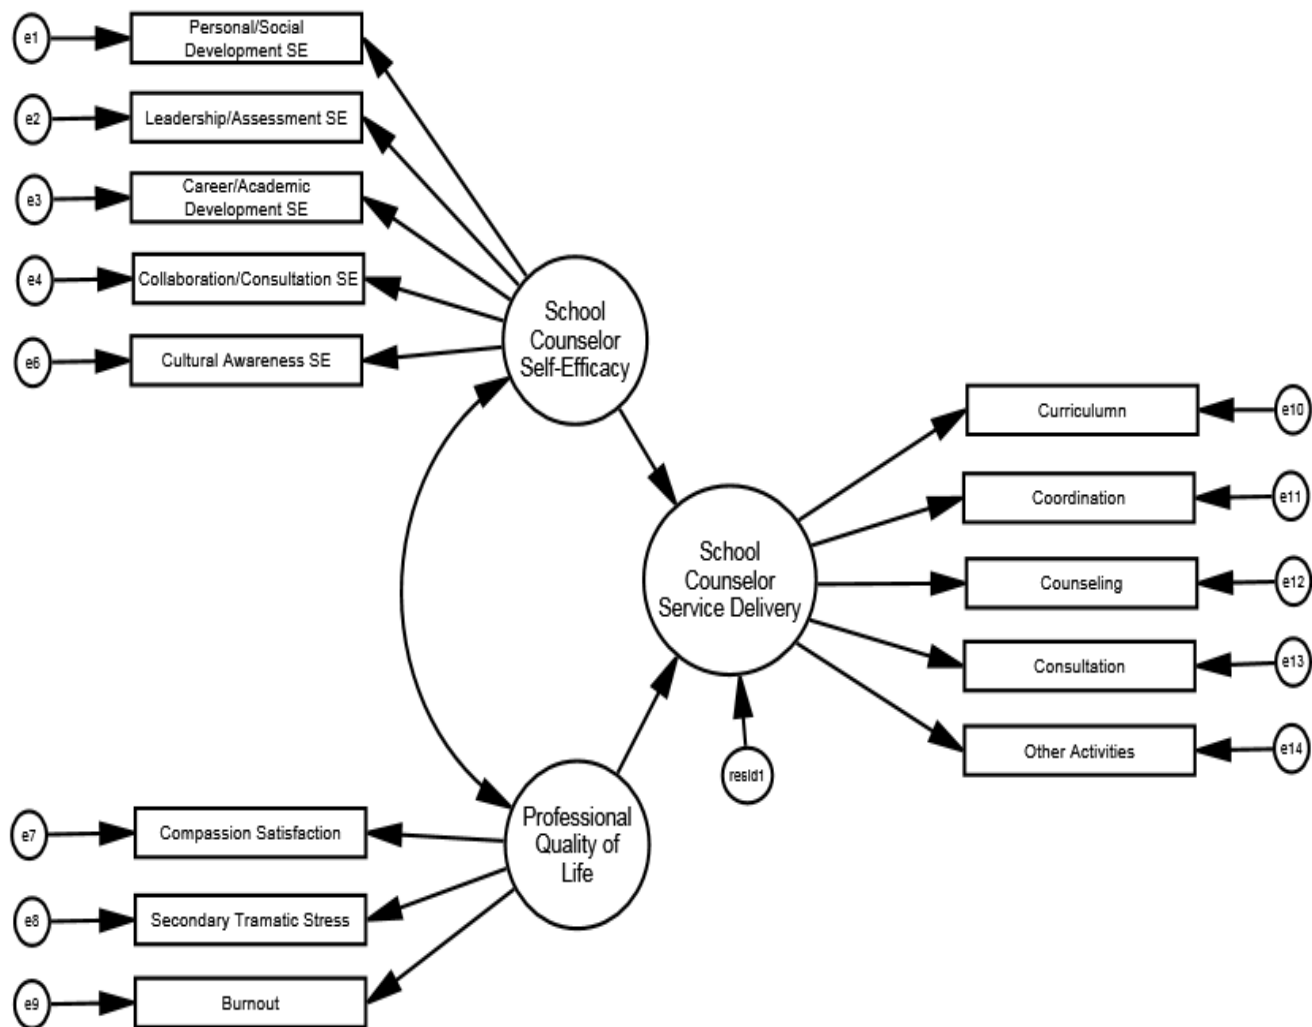 e1
Personal/Social
Development SE
e2
Leadership/Assessment SE
e3
Career/Academic
Development SE
e4
Collaboration/Consultation SE
e6
Cultural Awareness SE
School
Counselor
Self-Efficacy
Curriculumn
e10
Coordination
e11
School
Counselor
Service Delivery
Counseling
e12
Consultation
e13
Other Activities
e14
resid1
e7
Compassion Satisfaction
Professional
Quality of
Life
e8
Secondary Tramatic Stress
e9
Burnout